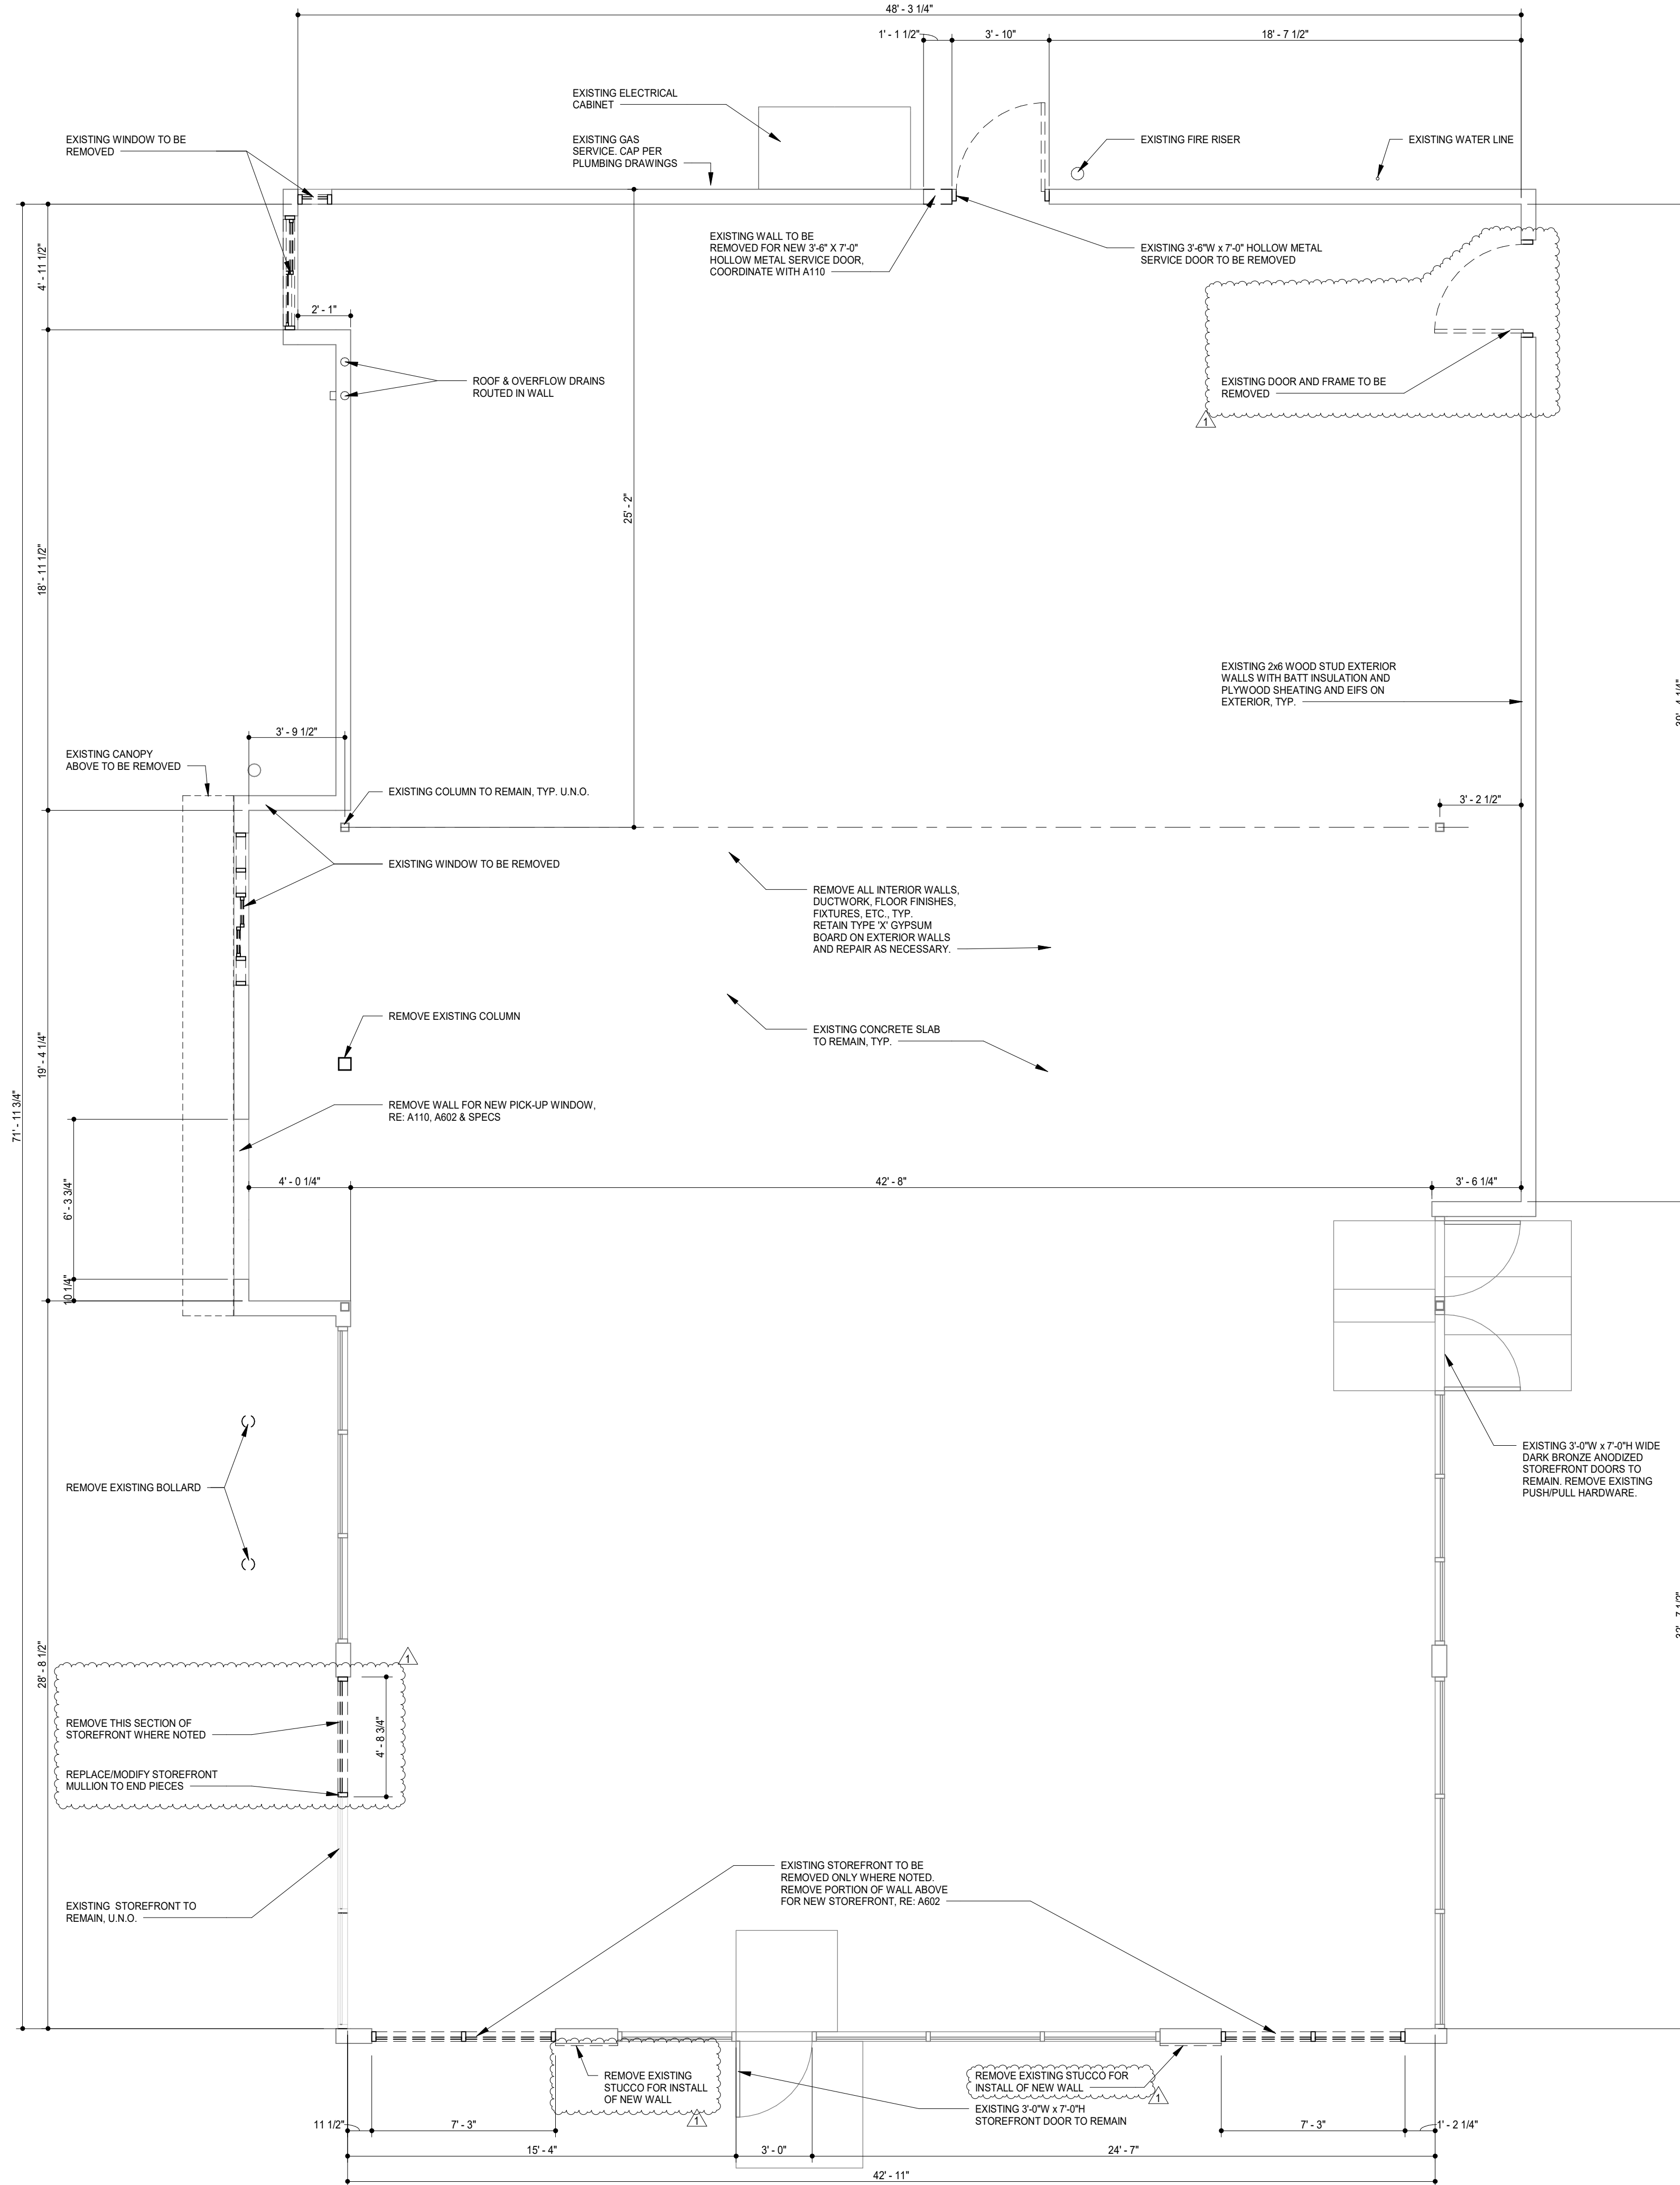 48' - 3 1/4"
1' - 1 1/2"
3' - 10"
18' - 7 1/2"
EXISTING ELECTRICAL
CABINET
EXISTING WINDOW TO BE
REMOVED
EXISTING GAS
SERVICE. CAP PER
PLUMBING DRAWINGS
EXISTING FIRE RISER
EXISTING WATER LINE
EXISTING WALL TO BE
REMOVED FOR NEW 3'-6" X 7'-0"
HOLLOW METAL SERVICE DOOR,
COORDINATE WITH A110
EXISTING 3'-6"W x 7'-0" HOLLOW METAL
SERVICE DOOR TO BE REMOVED
4' - 11 1/2"
2' - 1"
ROOF & OVERFLOW DRAINS
ROUTED IN WALL
EXISTING DOOR AND FRAME TO BE
REMOVED
1
25' - 2"
18' - 11 1/2"
EXISTING 2x6 WOOD STUD EXTERIOR
WALLS WITH BATT INSULATION AND
PLYWOOD SHEATING AND EIFS ON
EXTERIOR, TYP.
3' - 9 1/2"
EXISTING CANOPY
ABOVE TO BE REMOVED
EXISTING COLUMN TO REMAIN, TYP. U.N.O.
3' - 2 1/2"
EXISTING WINDOW TO BE REMOVED
REMOVE ALL INTERIOR WALLS,
DUCTWORK, FLOOR FINISHES,
FIXTURES, ETC., TYP.
RETAIN TYPE 'X' GYPSUM
BOARD ON EXTERIOR WALLS
AND REPAIR AS NECESSARY.
REMOVE EXISTING COLUMN
EXISTING CONCRETE SLAB
TO REMAIN, TYP.
19' - 4 1/4"
71' - 11 3/4"
REMOVE WALL FOR NEW PICK-UP WINDOW,
RE: A110, A602 & SPECS
4' - 0 1/4"
42' - 8"
3' - 6 1/4"
6' - 3 3/4"
10 1/4"
EXISTING 3'-0"W x 7'-0"H WIDE
DARK BRONZE ANODIZED
STOREFRONT DOORS TO
REMAIN. REMOVE EXISTING
PUSH/PULL HARDWARE.
REMOVE EXISTING BOLLARD
28' - 8 1/2"
1
REMOVE THIS SECTION OF
STOREFRONT WHERE NOTED
4' - 8 3/4"
REPLACE/MODIFY STOREFRONT
MULLION TO END PIECES
EXISTING STOREFRONT TO BE
REMOVED ONLY WHERE NOTED.
REMOVE PORTION OF WALL ABOVE
FOR NEW STOREFRONT, RE: A602
EXISTING STOREFRONT TO
REMAIN, U.N.O.
REMOVE EXISTING
STUCCO FOR INSTALL
OF NEW WALL
1
REMOVE EXISTING STUCCO FOR
INSTALL OF NEW WALL
1
EXISTING 3'-0"W x 7'-0"H
STOREFRONT DOOR TO REMAIN
11 1/2"
7' - 3"
7' - 3"
1' - 2 1/4"
15' - 4"
3' - 0"
24' - 7"
42' - 11"